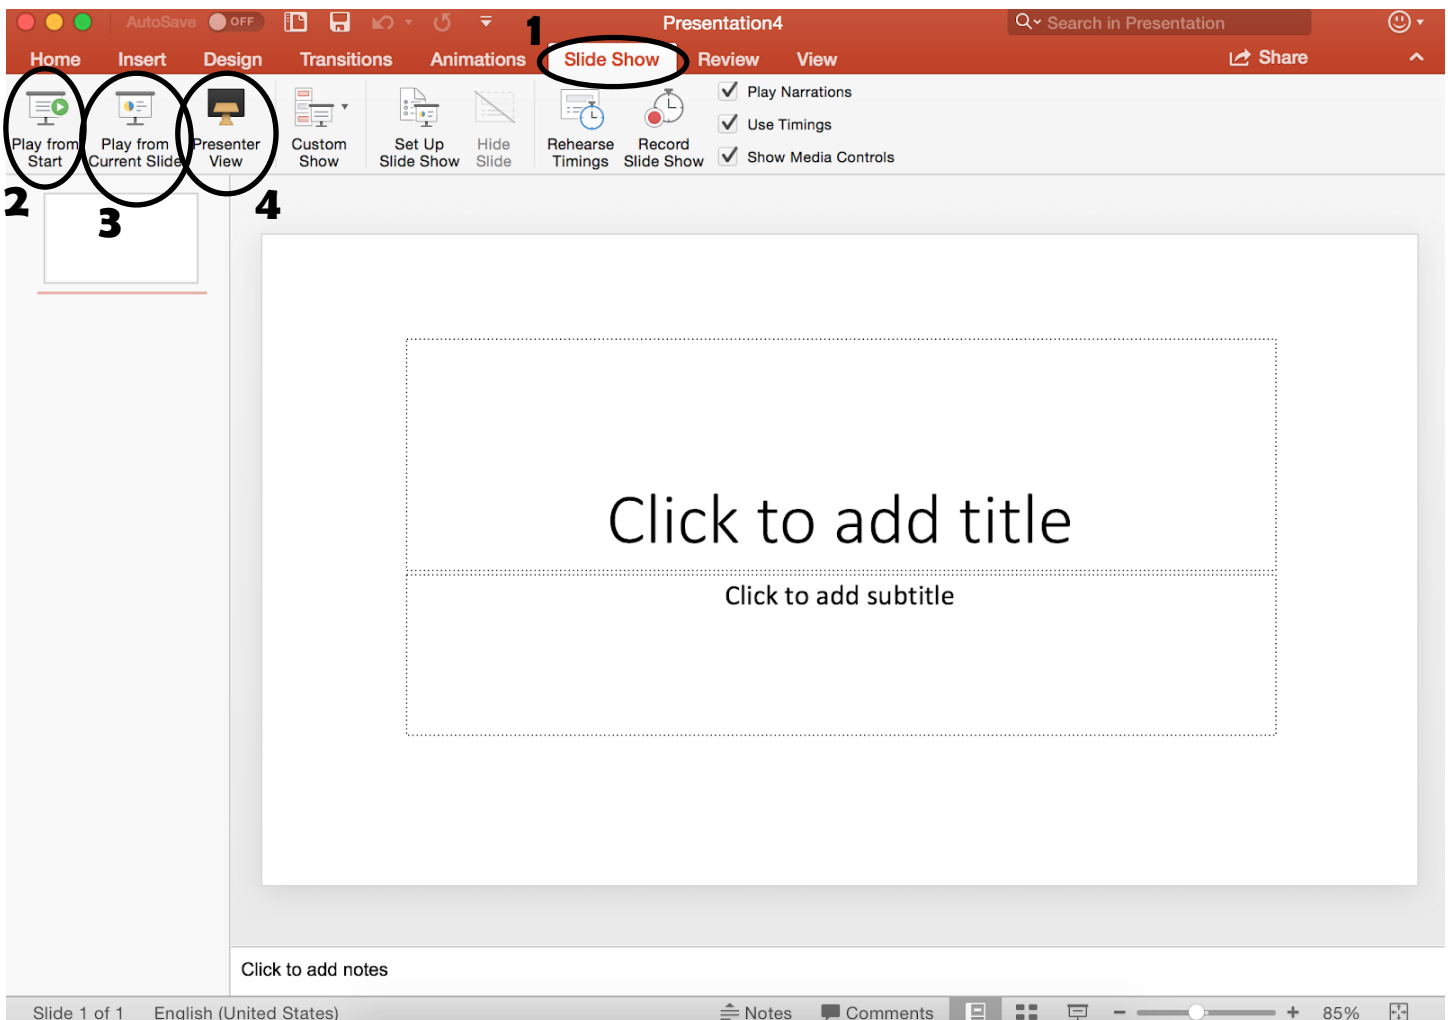 AutoSave OFF Presentation4 Search in Presentation
1
Home Insert Design Transitions Animations Slide Show Review View Share
Play from Start
Play from Current Slide
Presenter View
Custom Show
Set Up Slide Show
Hide Slide
Rehearse Timings
Record Slide Show
Play Narrations
Use Timings
Show Media Controls
2
3
4
Click to add title
Click to add subtitle
Click to add notes
Slide 1 of 1 English (United States) Notes Comments 85%